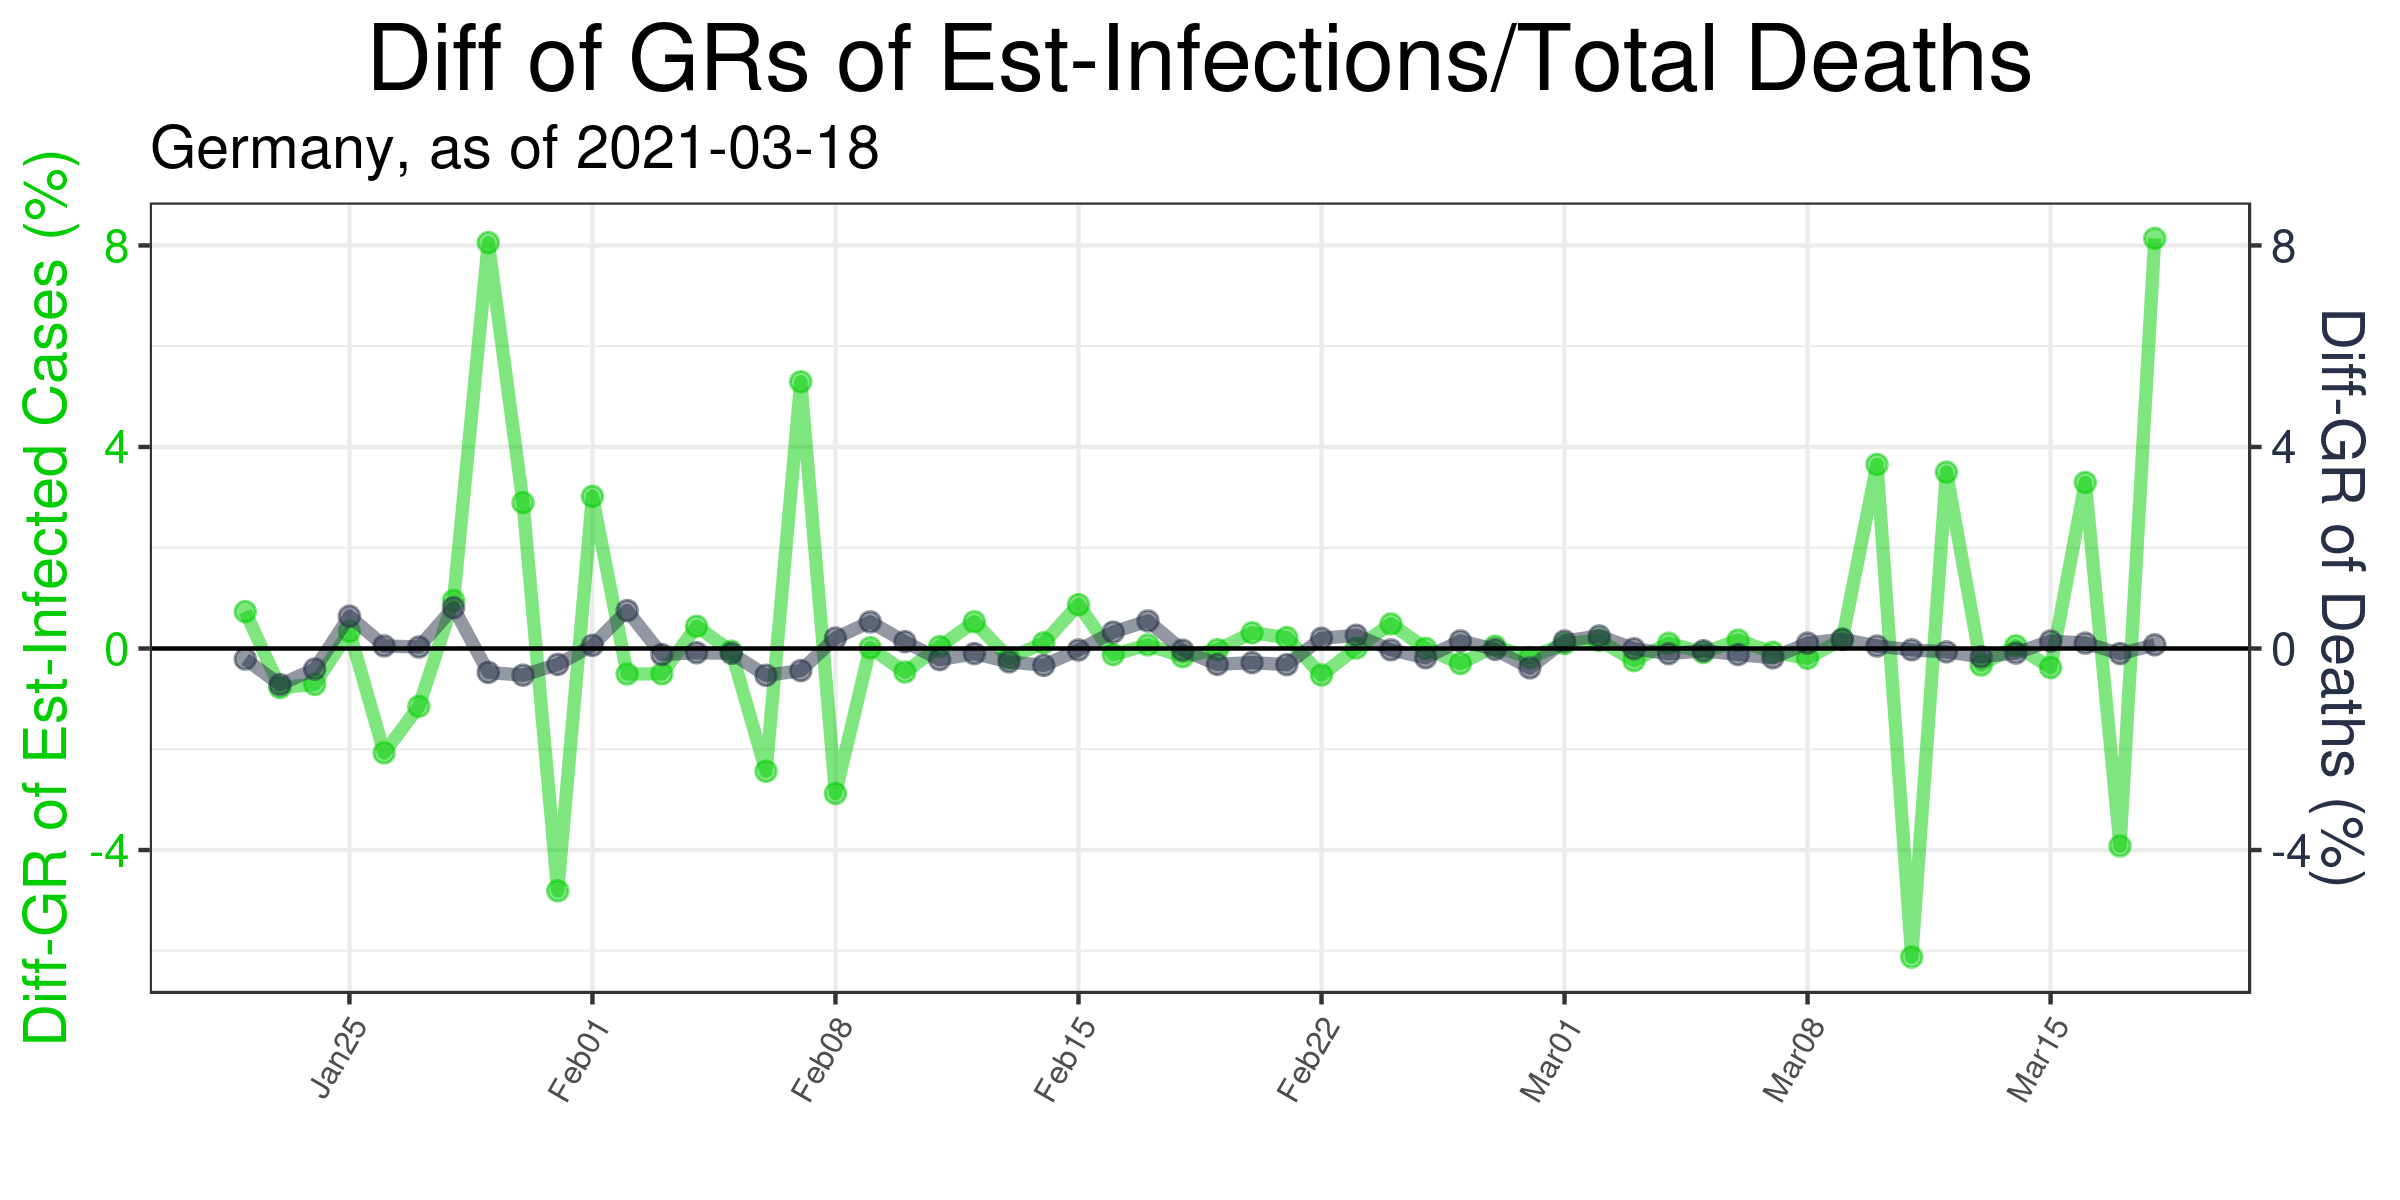 Diff of GRs of Est-Infections/Total Deaths
Germany, as of 2021-03-18
Diff-GR of Est-Infected Cases (%)
8
4
0
-4
8
4
0
-4
Diff-GR of Deaths (%)
Jan25
Feb01
Feb08
Feb15
Feb22
Mar01
Mar08
Mar15